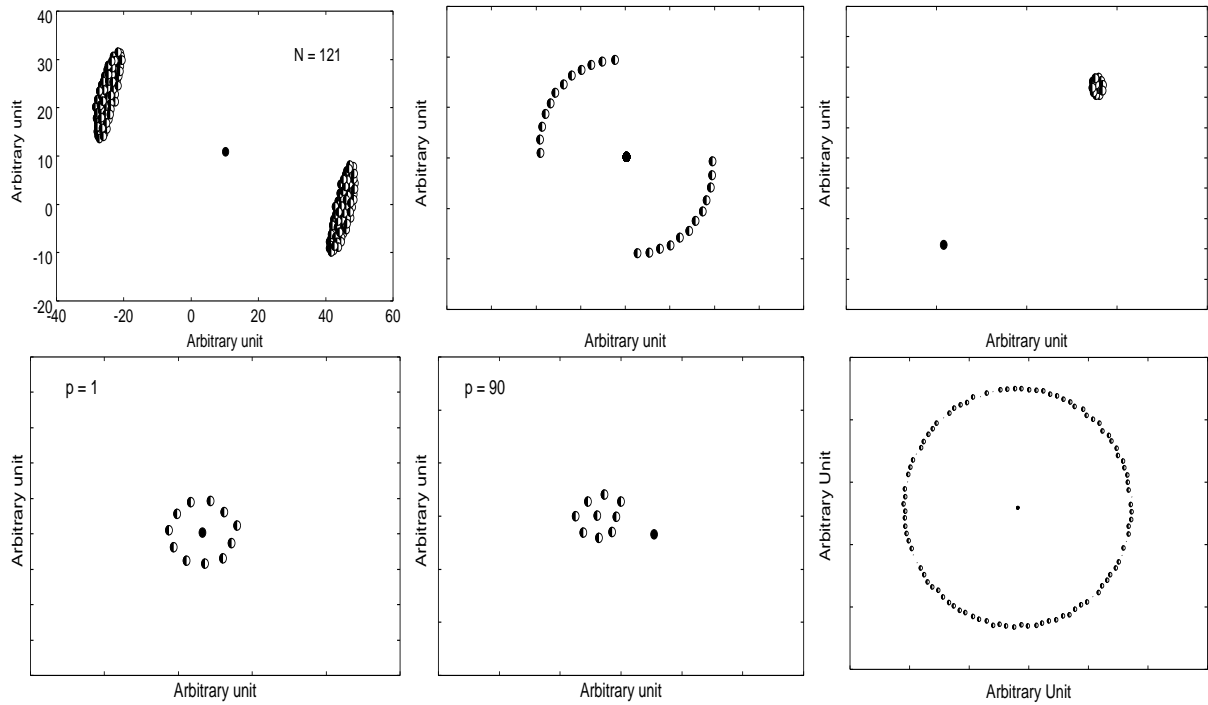 40
30
20
10
0
-10
-20
-40
-20
0
20
40
60
N = 121
Arbitrary unit
Arbitrary unit
Arbitrary unit
Arbitrary unit
Arbitrary unit
Arbitrary unit
p = 1
Arbitrary unit
Arbitrary unit
p = 90
Arbitrary unit
Arbitrary unit
Arbitrary Unit
Arbitrary Unit